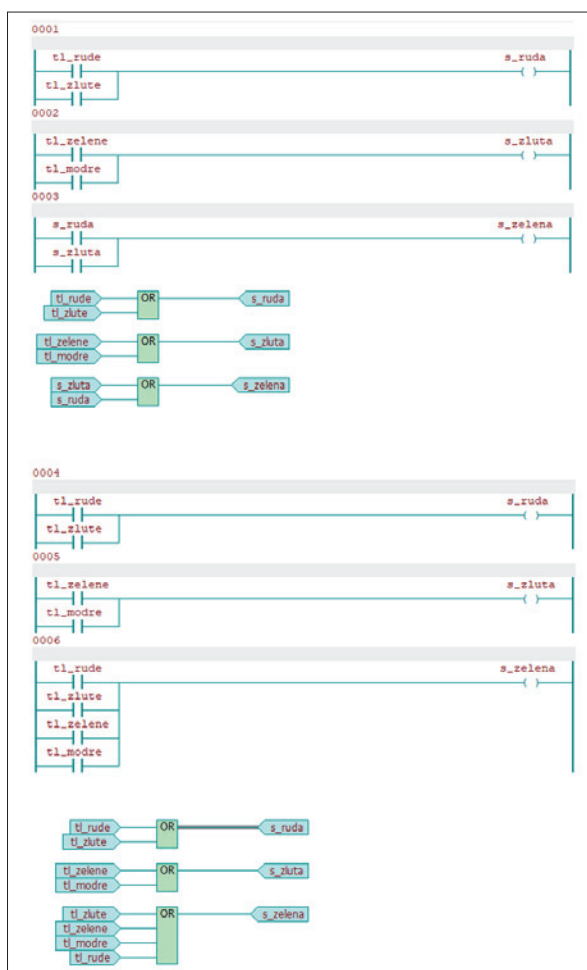 0001
tl_rude s_ruda
tl_zlute
0002
tl_zelene s_zluta
tl_modre
0003
s_ruda s_zelena
s_zluta
tl_rude OR s_ruda
tl_zlute
tl_zelene OR s_zluta
tl_modre
s_zluta OR s_zelena
s_ruda
0004
tl_rude s_ruda
tl_zlute
0005
tl_zelene s_zluta
tl_modre
0006
tl_rude s_zelena
tl_zlute
tl_zelene
tl_modre
tl_rude OR s_ruda
tl_zlute
tl_zelene OR s_zluta
tl_modre
tl_zlute OR s_zelena
tl_zelene
tl_modre
tl_rude